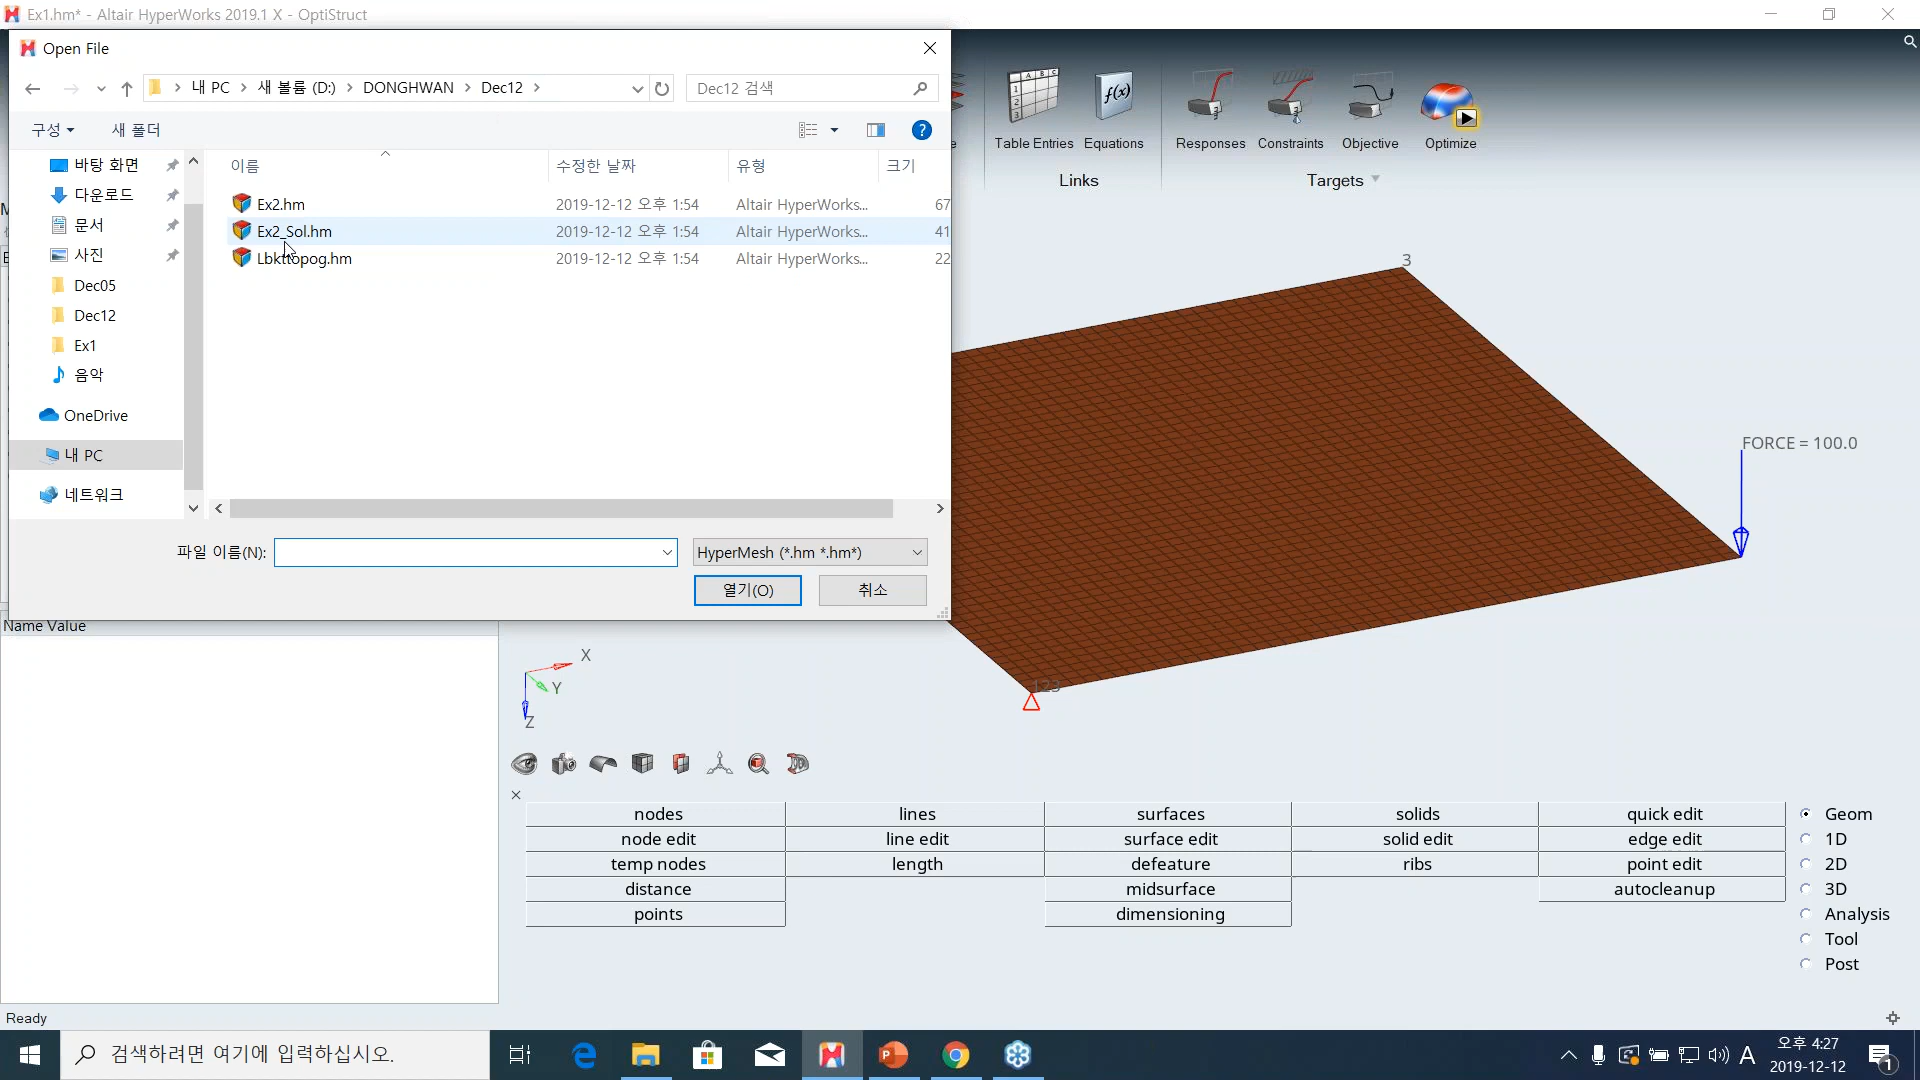 Ex1.hm* - Altair HyperWorks 2019.1 X - OptiStruct
Open File
내 PC > 새 볼륨 (D:) > DONGHWAN > Dec12 >
Dec12 검색
구성
새 폴더
Table Entries
Equations
Responses
Constraints
Objective
Optimize
Links
Targets
바탕 화면
다운로드
문서
사진
Dec05
Dec12
Ex1
음악
OneDrive
내 PC
네트워크
이름 수정한 날짜 유형 크기
Ex2.hm 2019-12-12 오후 1:54 Altair HyperWorks... 67
Ex2_Sol.hm 2019-12-12 오후 1:54 Altair HyperWorks... 41
Lbkttopog.hm 2019-12-12 오후 1:54 Altair HyperWorks... 22
파일 이름(N):
HyperMesh (*.hm *.hm*)
열기(O)
취소
3
FORCE = 100.0
123
Name Value
X
Y
Z
nodes lines surfaces solids quick edit Geom
node edit line edit surface edit solid edit edge edit 1D
temp nodes length defeature ribs point edit 2D
distance midsurface autocleanup 3D
points dimensioning Analysis
Tool
Post
Ready
검색하려면 여기에 입력하십시오.
A
오후 4:27
2019-12-12
1